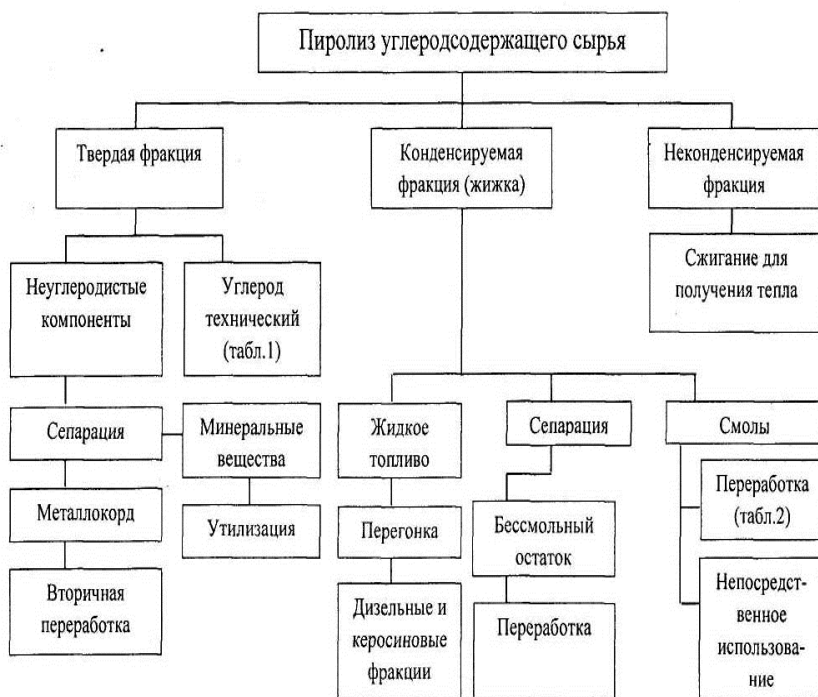 Пиролиз углеродсодержащего сырья
Твердая фракция
Конденсируемая
фракция (жижка)
Неконденсируемая
фракция
Сжигание для
получения тепла
Неуглеродистые
компоненты
Углерод
технический
(табл.1)
Сепарация
Минеральные
вещества
Металлокорд
Утилизация
Вторичная
переработка
Жидкое
топливо
Перегонка
Дизельные и
керосиновые
фракции
Сепарация
Бессмольный
остаток
Переработка
Смолы
Переработка
(табл.2)
Непосредст-
венное
использова-
ние